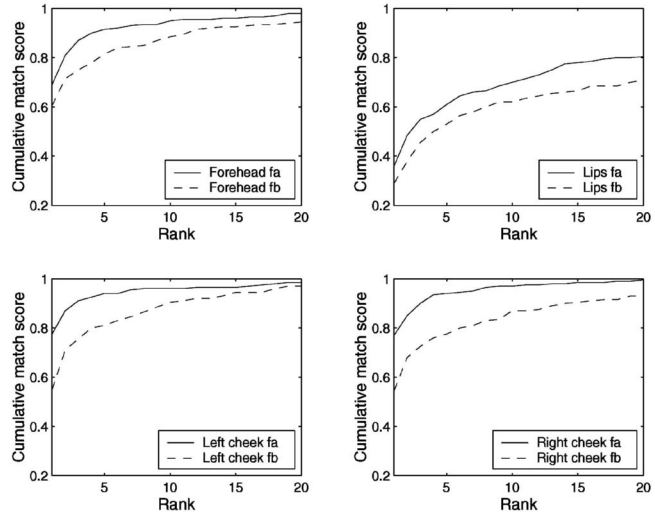 Cumulative match score
1
0.8
0.6
0.4
0.2
5 10 15 20
Rank
Forehead fa
Forehead fb
Cumulative match score
1
0.8
0.6
0.4
0.2
5 10 15 20
Rank
Lips fa
Lips fb
Cumulative match score
1
0.8
0.6
0.4
0.2
5 10 15 20
Rank
Left cheek fa
Left cheek fb
Cumulative match score
1
0.8
0.6
0.4
0.2
5 10 15 20
Rank
Right cheek fa
Right cheek fb